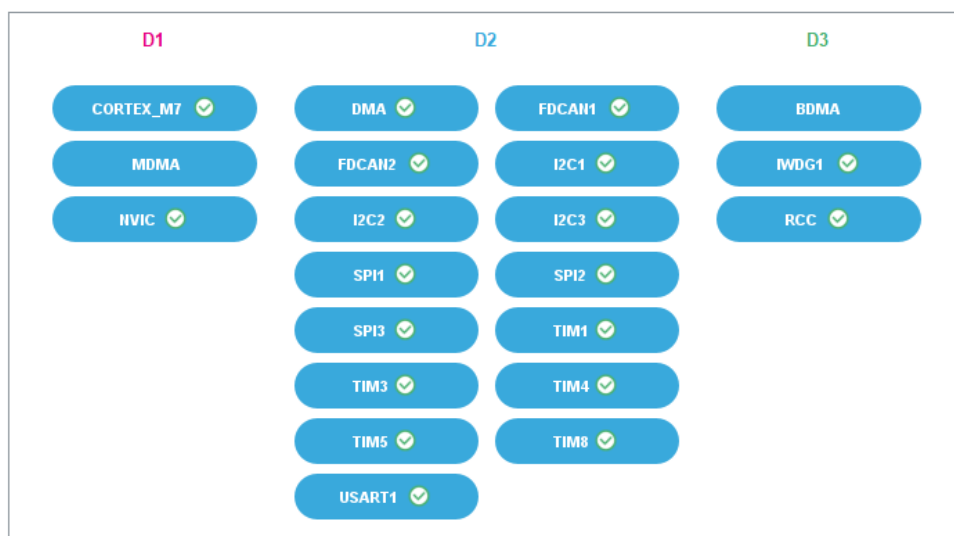 D1 D2 D3
CORTEX_M7 DMA FDCAN1 BDMA
MDMA FDCAN2 I2C1 IWDG1
NVIC I2C2 I2C3 RCC
SPI1 SPI2
SPI3 TIM1
TIM3 TIM4
TIM5 TIM8
USART1